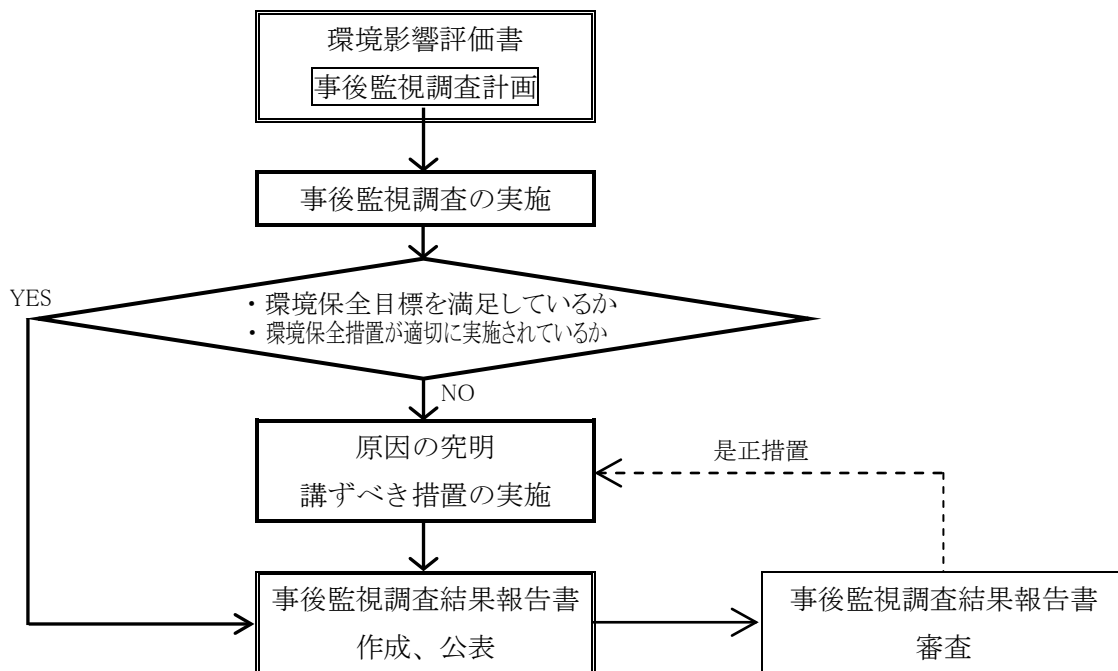 環境影響評価書
事後監視調査計画
事後監視調査の実施
YES
・環境保全目標を満足しているか
・環境保全措置が適切に実施されているか
NO
原因の究明
講ずべき措置の実施
是正措置
事後監視調査結果報告書
作成、公表
事後監視調査結果報告書
審査